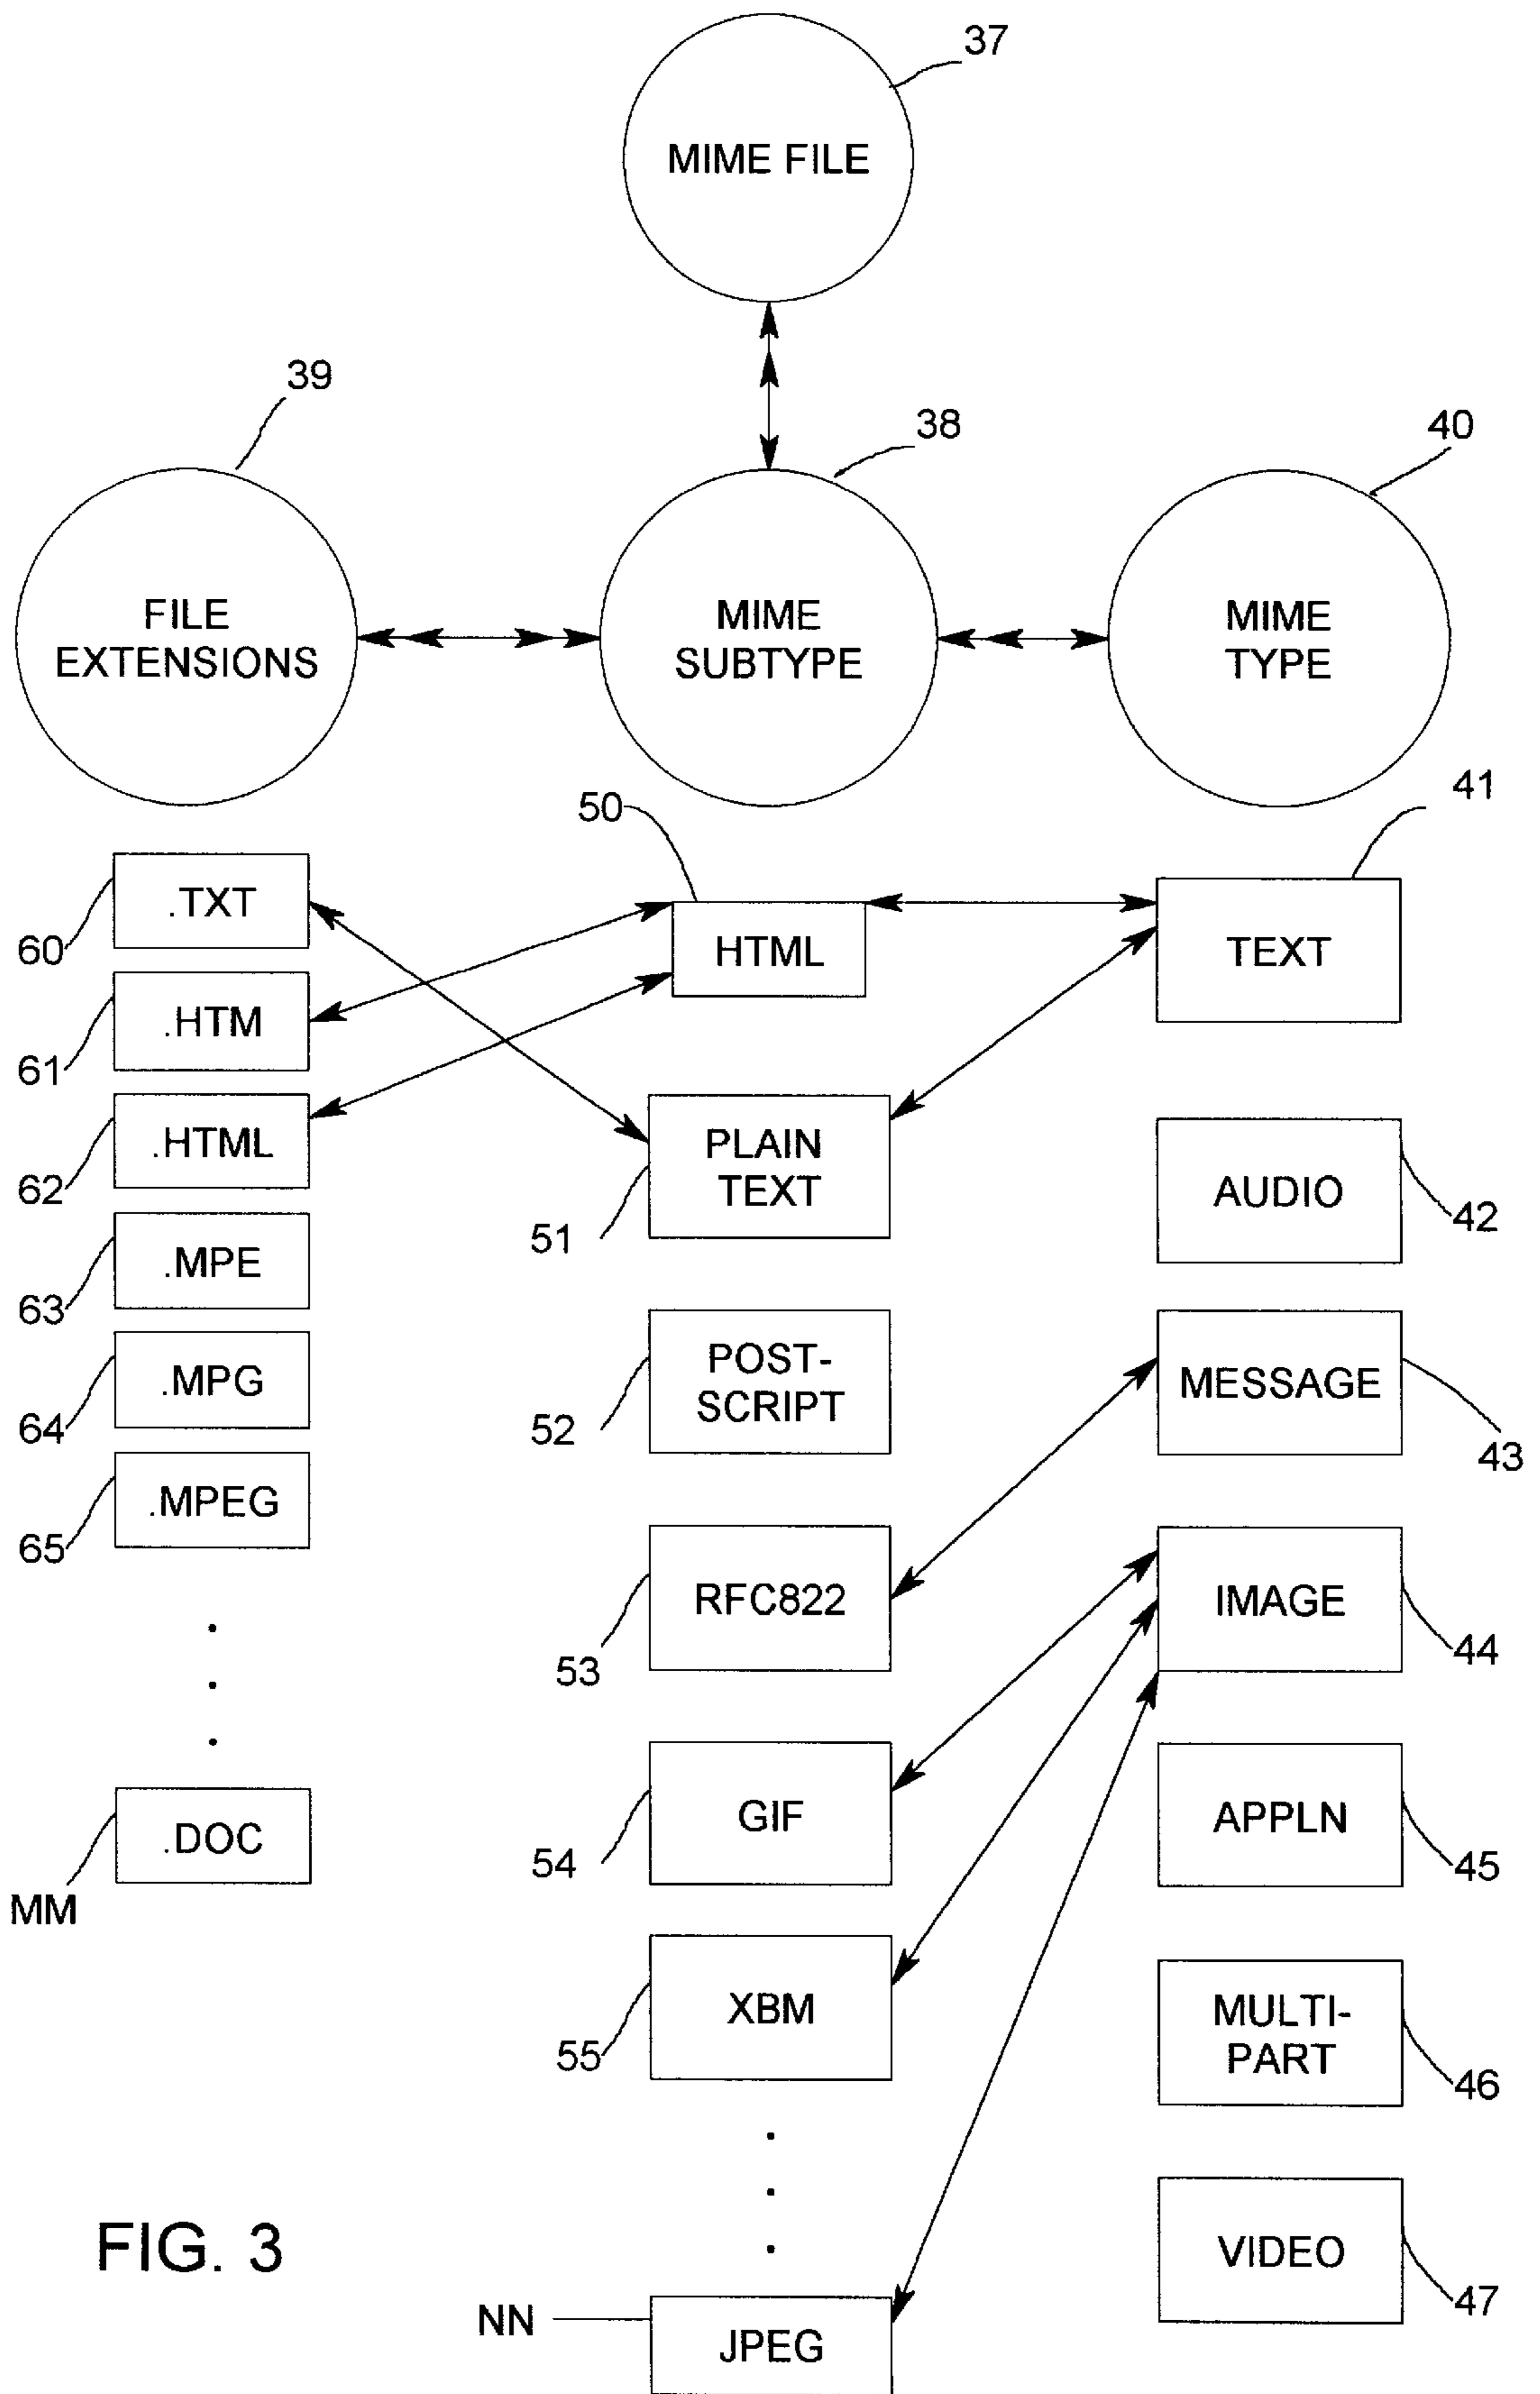 37
MIME FILE
39
38
40
FILE
EXTENSIONS
MIME
SUBTYPE
MIME
TYPE
50
41
.TXT
60
HTML
TEXT
.HTM
61
.HTML
62
PLAIN
TEXT
51
AUDIO
42
.MPE
63
POST-
SCRIPT
52
MESSAGE
43
.MPG
64
.MPEG
65
RFC822
53
IMAGE
44
.DOC
MM
GIF
54
APPLN
45
XBM
55
MULTI-
PART
46
VIDEO
47
FIG. 3
NN
JPEG